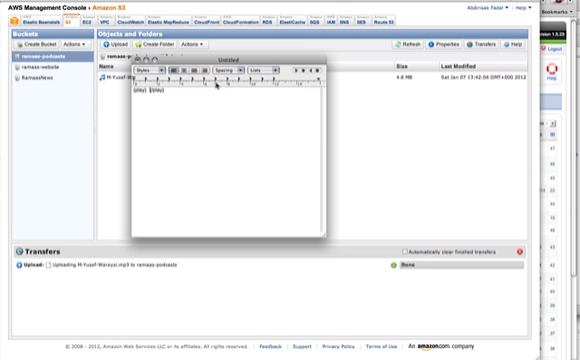 AWS Management Console › Amazon S3
Abdirisak Fadal ▾ Help ▾
Bookmarks
Elastic Beanstalk S3 EC2 VPC CloudWatch Elastic MapReduce CloudFront CloudFormation RDS ElastiCache SQS IAM SNS SES Route 53
Buckets
Objects and Folders
Create Bucket Actions
Upload Create Folder Actions
Refresh Properties Transfers Help
Logout
ramaas-podcasts
ramaas-website
RamaasNews
Untitled
Name
Size
Last Modified
Styles Spacing Lists
4.6 MB
Sat Jan 07 13:42:04 GMT+000 2012
{play} {/play}
Help
Transfers
Automatically clear finished transfers
Upload: Uploading M-Yusuf-Wareysi.mp3 to ramaas-podcasts
Done
© 2008 - 2012, Amazon Web Services LLC or its affiliates. All rights reserved. Feedback Support Privacy Policy Terms of Use An amazon.com company